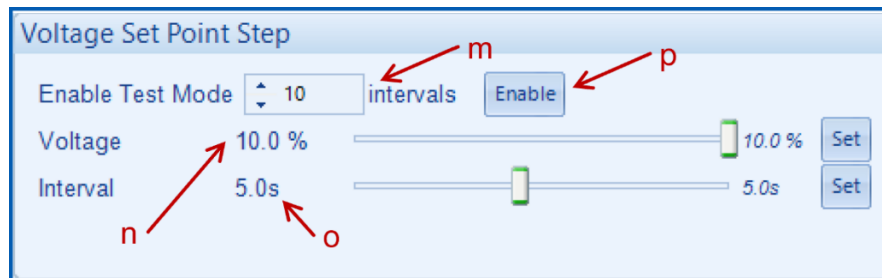 Voltage Set Point Step
m
p
Enable Test Mode 10 intervals Enable
Voltage 10.0 % 10.0 % Set
Interval 5.0s 5.0s Set
n
o